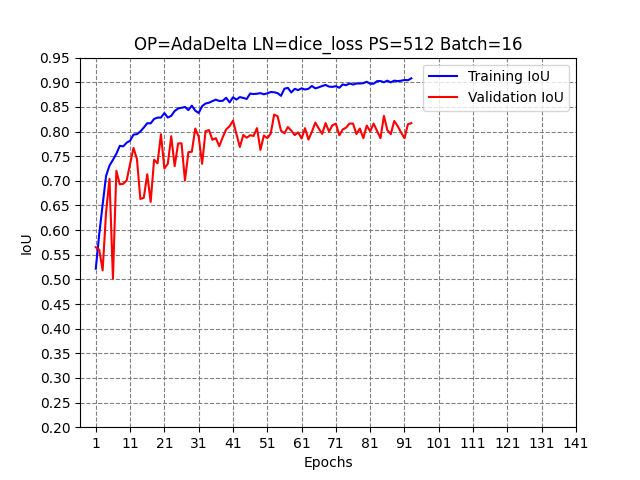 OP=AdaDelta LN=dice_loss PS=512 Batch=16
0.95
0.90
0.85
0.80
0.75
0.70
0.65
0.60
0.55
0.50
0.45
0.40
0.35
0.30
0.25
0.20
IoU
Training IoU
Validation IoU
1 11 21 31 41 51 61 71 81 91 101 111 121 131 141
Epochs